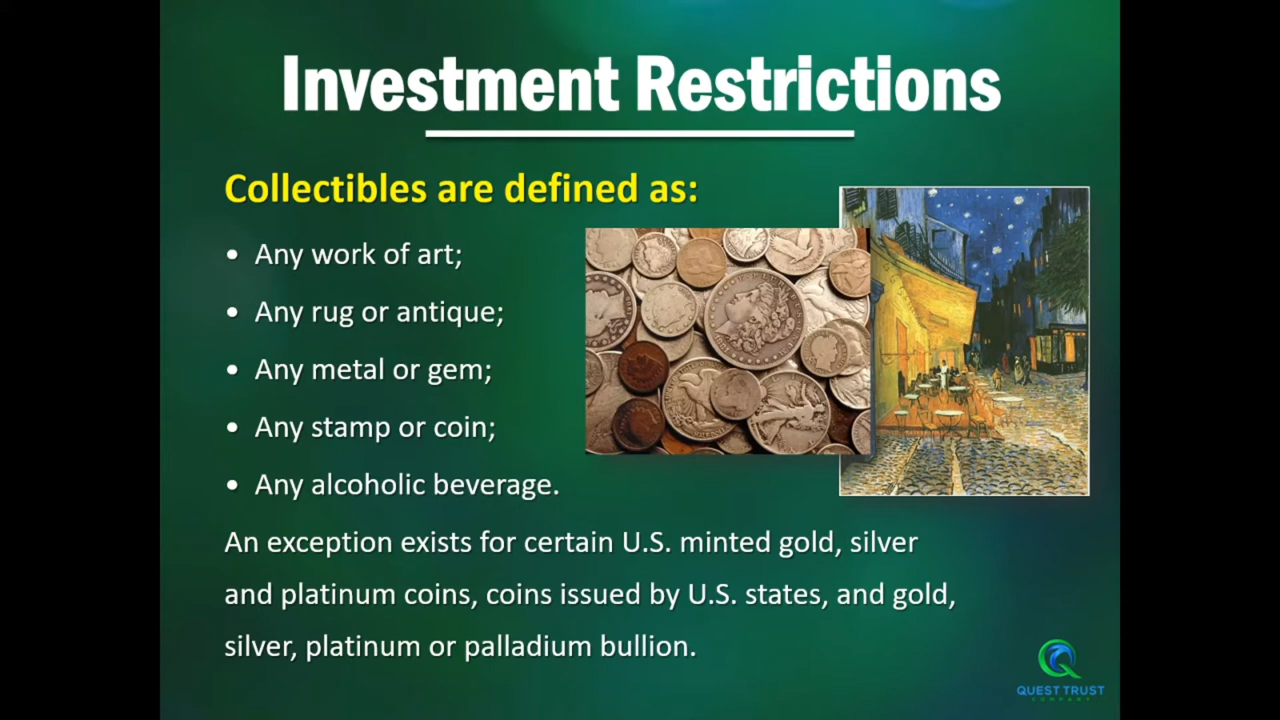 Investment Restrictions
Collectibles are defined as:
• Any work of art;
• Any rug or antique;
• Any metal or gem;
• Any stamp or coin;
• Any alcoholic beverage.
An exception exists for certain U.S. minted gold, silver
and platinum coins, coins issued by U.S. states, and gold,
silver, platinum or palladium bullion.
QUEST TRUST
COMPANY